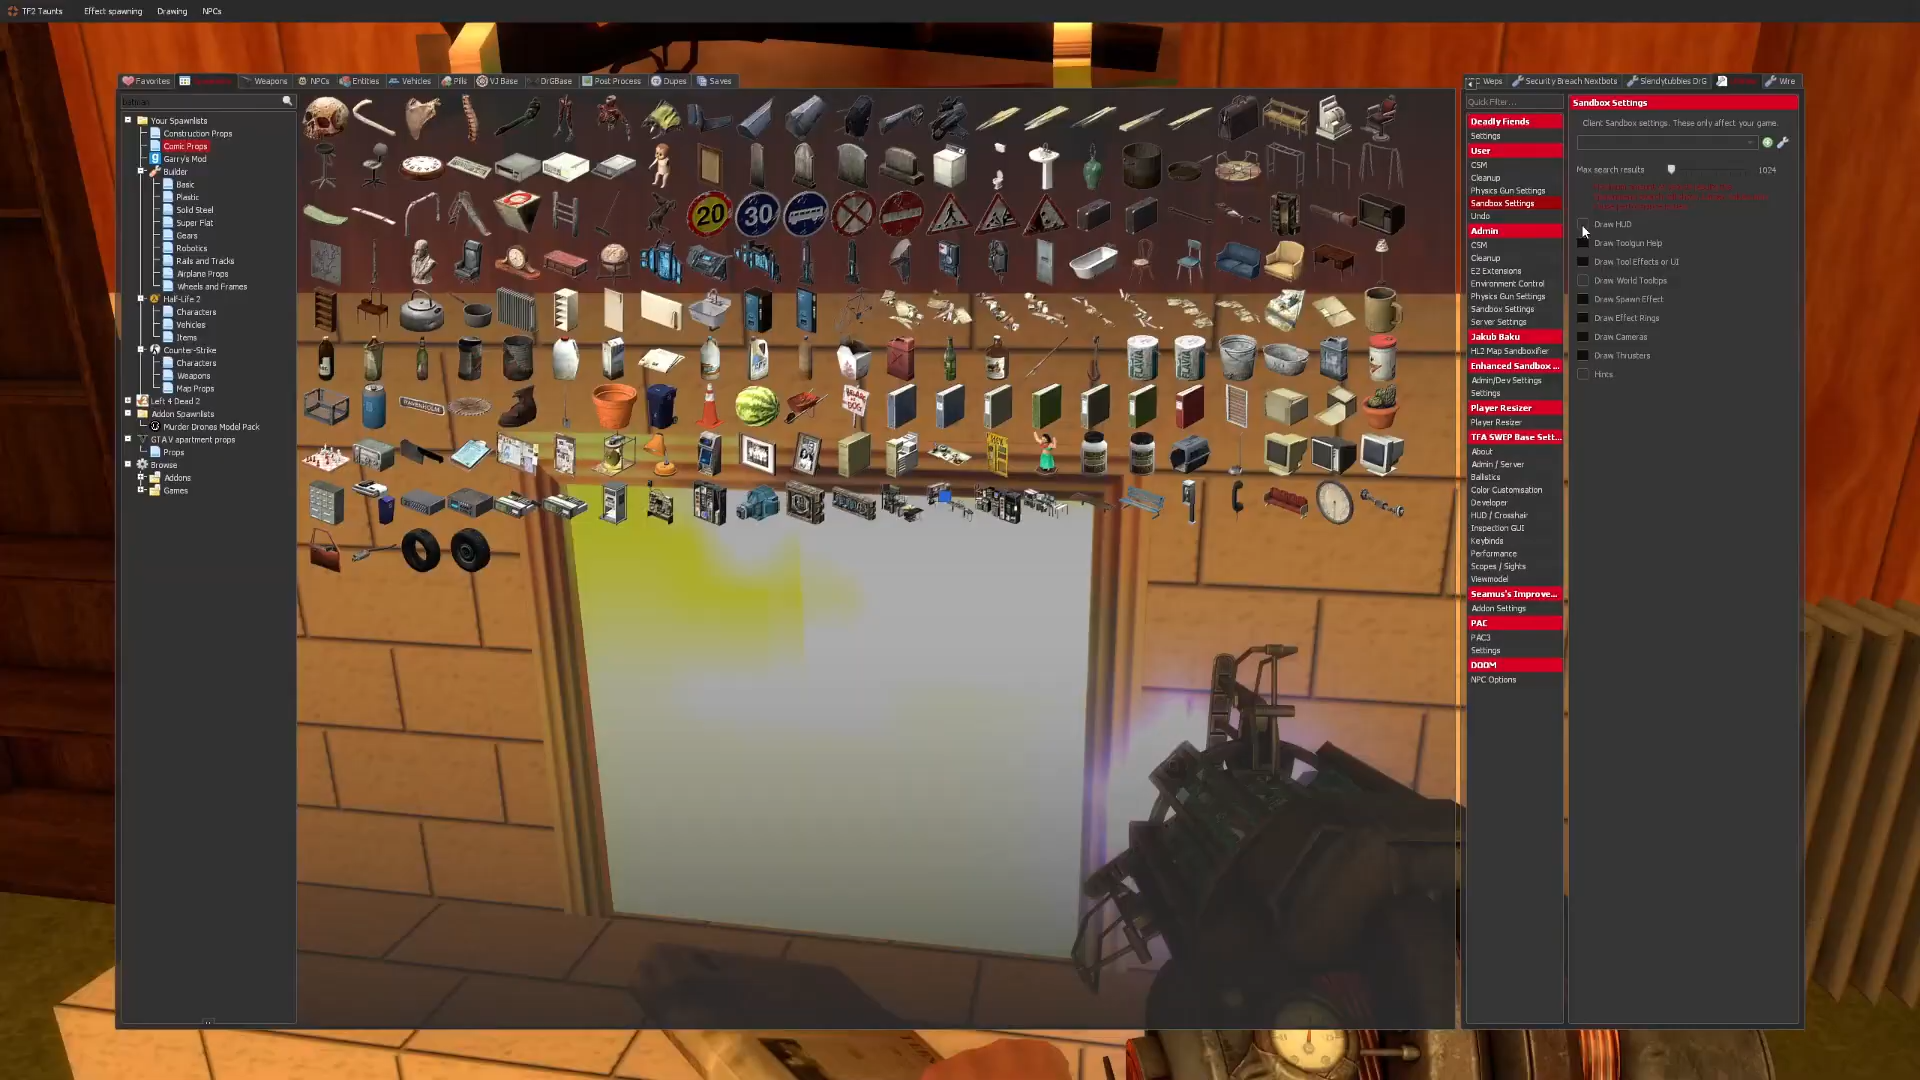 TF2 Taunts Effect spawning Drawing NPCs
Favorites Weapons NPCs Entities Vehicles Pills VJ Base DrGBase Post Process Dupes Saves
Weps Security Breach Nextbots Slendytubbies DrG Wire
Your Spawnlists
Construction Props
Comic Props
Garry's Mod
Builder
Basic
Plastic
Solid Steel
Super Flat
Gears
Robotics
Rails and Tracks
Airplane Props
Wheels and Frames
Half-Life 2
Characters
Vehicles
Items
Counter-Strike
Characters
Weapons
Map Props
Left 4 Dead 2
Addon Spawnlists
Murder Drones Model Pack
GTA V apartment props
Props
Browse
Addons
Games
20
30
RAVENHOLM
BEWARE OF DOG
Quick Filter...
Deadly Fiends
Settings
User
CSM
Cleanup
Physics Gun Settings
Sandbox Settings
Undo
Admin
CSM
Cleanup
E2 Extensions
Environment Control
Physics Gun Settings
Sandbox Settings
Server Settings
Jakub Baku
HL2 Map Sandboxifier
Enhanced Sandbox ...
Admin/Dev Settings
Settings
Player Resizer
Player Resizer
TFA SWEP Base Sett...
About
Admin / Server
Ballistics
Color Customisation
Developer
HUD / Crosshair
Inspection GUI
Keybinds
Performance
Scopes / Sights
Viewmodel
Seamus's Improve...
Addon Settings
PAC
PAC3
Settings
DOOM
NPC Options
Sandbox Settings
Client Sandbox settings. These only affect your game.
Max search results 1024
Draw HUD
Draw Toolgun Help
Draw Tool Effects or UI
Draw World Tooltips
Draw Spawn Effect
Draw Effect Rings
Draw Cameras
Draw Thrusters
Hints